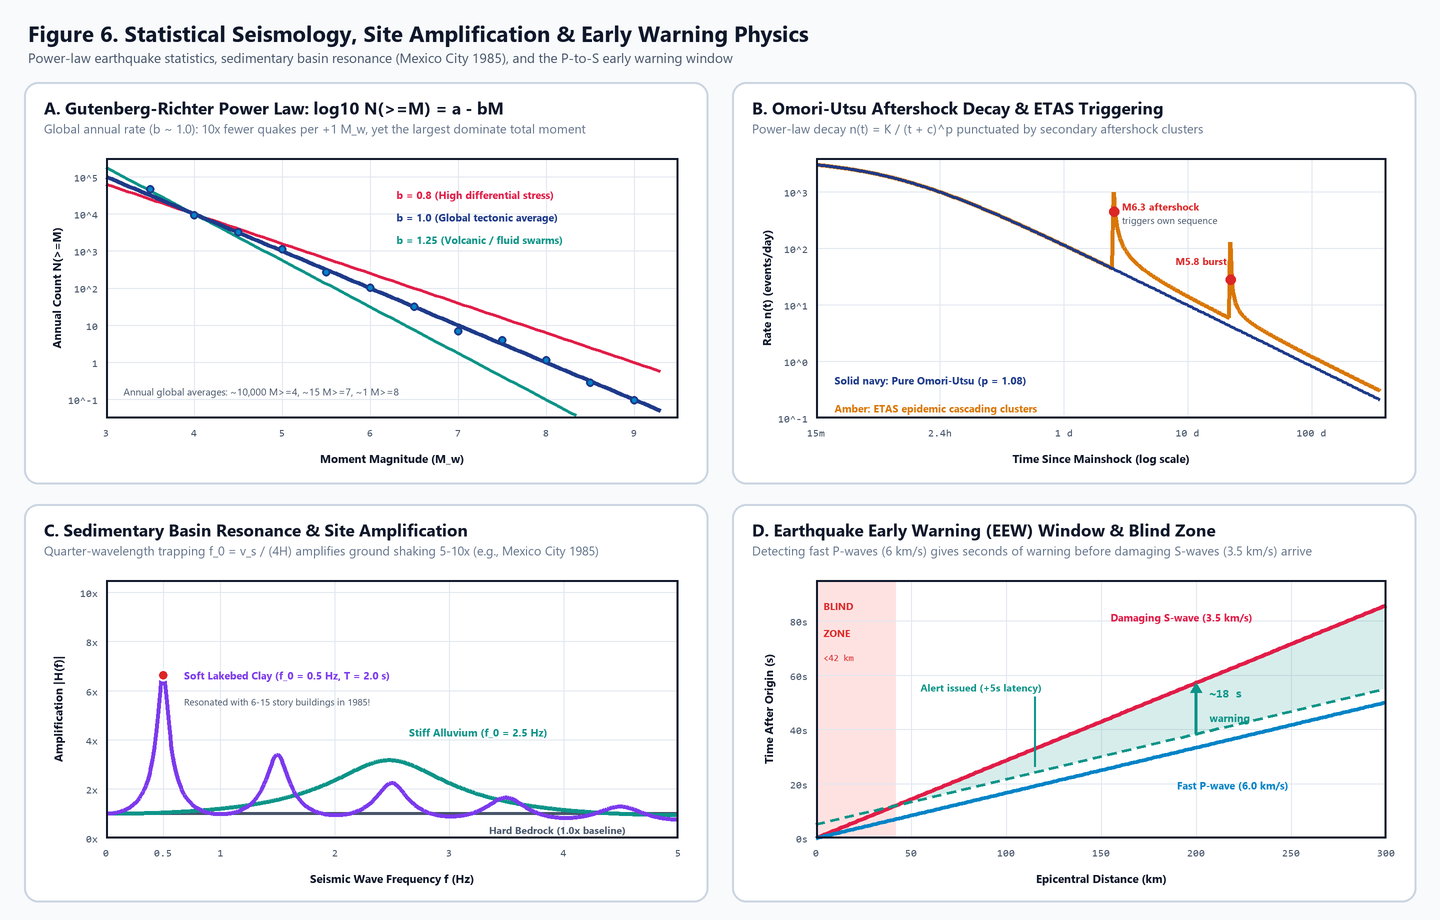 Figure 6. Statistical Seismology, Site Amplification & Early Warning Physics
Power-law earthquake statistics, sedimentary basin resonance (Mexico City 1985), and the P-to-S early warning window
A. Gutenberg-Richter Power Law: log10 N(>=M) = a - bM
Global annual rate (b ~ 1.0): 10x fewer quakes per +1 M_w, yet the largest dominate total moment
Annual Count N(>=M)
10^5
10^4
10^3
10^2
10
1
10^-1
b = 0.8 (High differential stress)
b = 1.0 (Global tectonic average)
b = 1.25 (Volcanic / fluid swarms)
Annual global averages: ~10,000 M>=4, ~15 M>=7, ~1 M>=8
3 4 5 6 7 8 9
Moment Magnitude (M_w)
B. Omori-Utsu Aftershock Decay & ETAS Triggering
Power-law decay n(t) = K / (t + c)^p punctuated by secondary aftershock clusters
Rate n(t) (events/day)
10^3
10^2
10^1
10^0
10^-1
M6.3 aftershock
triggers own sequence
M5.8 burst
Solid navy: Pure Omori-Utsu (p = 1.08)
Amber: ETAS epidemic cascading clusters
15m 2.4h 1 d 10 d 100 d
Time Since Mainshock (log scale)
C. Sedimentary Basin Resonance & Site Amplification
Quarter-wavelength trapping f_0 = v_s / (4H) amplifies ground shaking 5-10x (e.g., Mexico City 1985)
Amplification |H(f)|
10x
8x
6x
4x
2x
0x
Soft Lakebed Clay (f_0 = 0.5 Hz, T = 2.0 s)
Resonated with 6-15 story buildings in 1985!
Stiff Alluvium (f_0 = 2.5 Hz)
Hard Bedrock (1.0x baseline)
0 0.5 1 2 3 4 5
Seismic Wave Frequency f (Hz)
D. Earthquake Early Warning (EEW) Window & Blind Zone
Detecting fast P-waves (6 km/s) gives seconds of warning before damaging S-waves (3.5 km/s) arrive
Time After Origin (s)
80s
60s
40s
20s
0s
BLIND
ZONE
<42 km
Damaging S-wave (3.5 km/s)
Alert issued (+5s latency)
~18 s
warning
Fast P-wave (6.0 km/s)
0 50 100 150 200 250 300
Epicentral Distance (km)